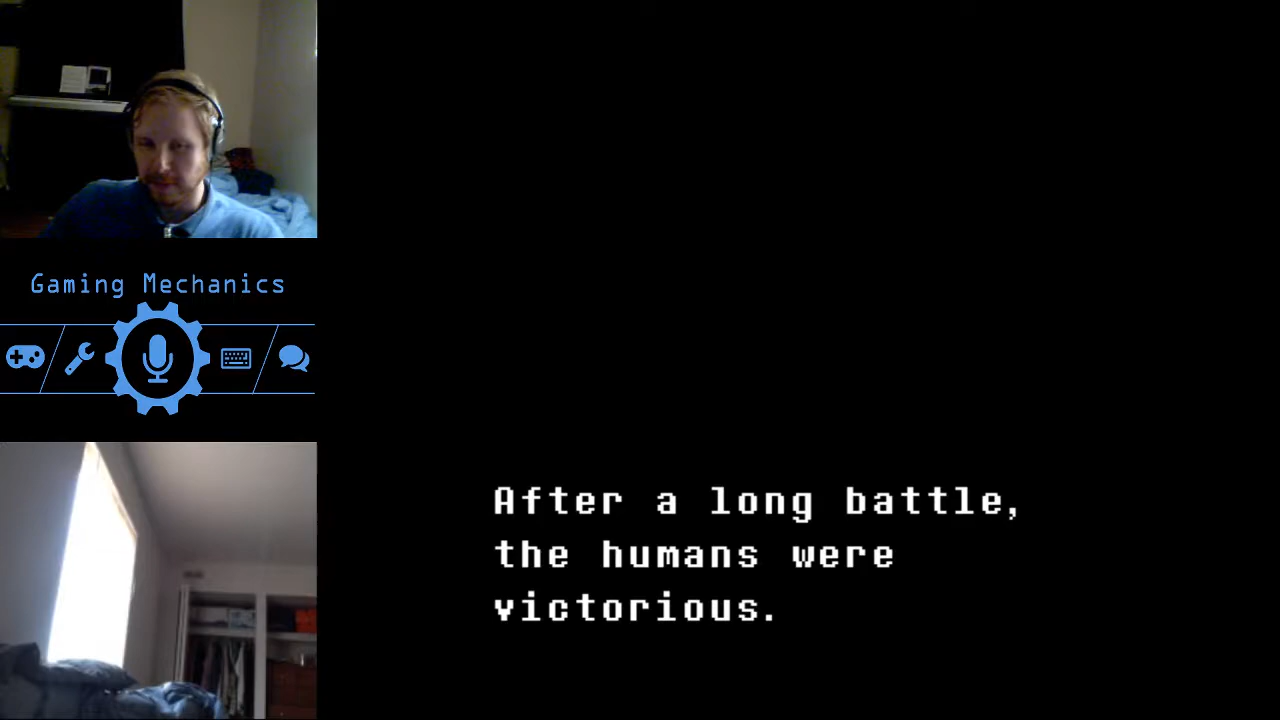 Gaming Mechanics
After a long battle,
the humans were
victorious.